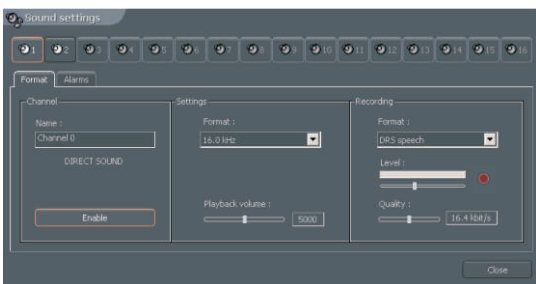 Sound settings
1 2 3 4 5 6 7 8 9 10 11 12 13 14 15 16
Format Alarms
Channel
Name :
Channel 0
DIRECT SOUND
Enable
Settings
Format :
16.0 kHz
Playback volume :
5000
Recording
Format :
DRS speech
Level :
Quality :
16.4 kbit/s
Close